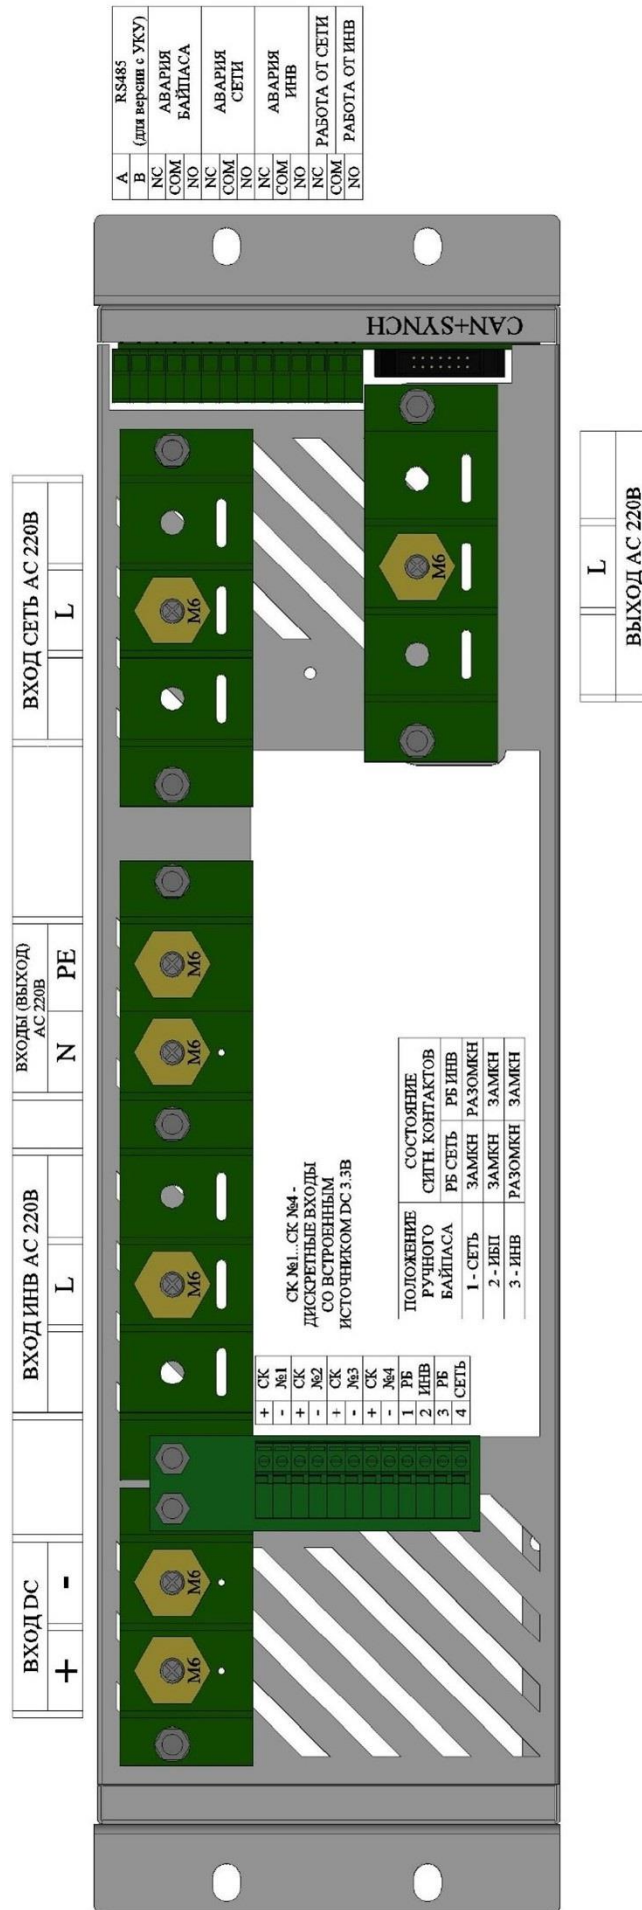 ВХОД DC
+ -
ВХОД ИНВ AC 220В
L
ВХОДЫ (ВЫХОД)
AC 220В
N PE
ВХОД СЕТЬ AC 220В
L
A RS485
B (для версии с УКУ)
NC АВАРИЯ
COM БАЙПАСА
NO
NC АВАРИЯ
COM СЕТИ
NO
NC АВАРИЯ
COM ИНВ
NO
NC РАБОТА ОТ СЕТИ
COM
NO РАБОТА ОТ ИНВ
M6
M6
M6
M6
M6
M6
M6
CAN+SYNCH
+ СК
- №1
+ СК
- №2
+ СК
- №3
+ СК
- №4
1 РБ
2 ИНВ
3 РБ
4 СЕТЬ
СК №1...СК №4 -
ДИСКРЕТНЫЕ ВХОДЫ
СО ВСТРОЕННЫМ
ИСТОЧНИКОМ DC 3.3В
ПОЛОЖЕНИЕ
РУЧНОГО
БАЙПАСА
СОСТОЯНИЕ
СИГН. КОНТАКТОВ
РБ СЕТЬ РБ ИНВ
1 - СЕТЬ ЗАМКН РАЗОМКН
2 - ИБП ЗАМКН ЗАМКН
3 - ИНВ РАЗОМКН ЗАМКН
L
ВЫХОД AC 220В